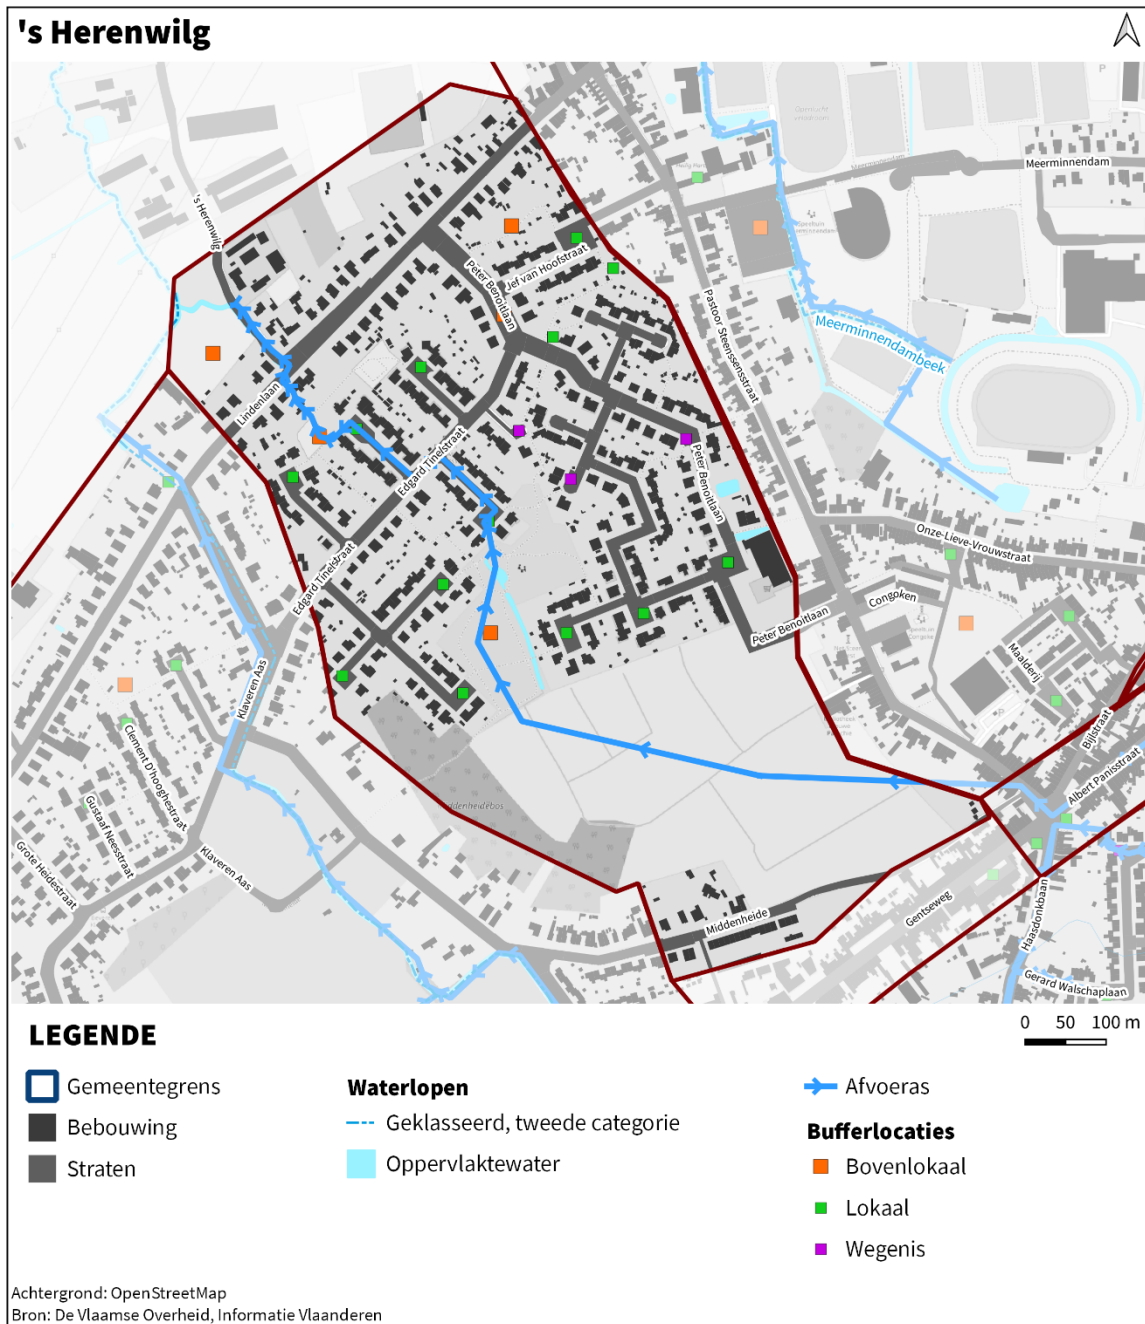 's Herenwilg
P
Meerminnendam
Meerminnendam
's Herenwilg
Peter Benoitlaan
Jef van Hoofstraat
Pastoor Steenssensstraat
Meerminnendambeek
Lindenlaan
Edgard Tinelstraat
Peter Benoitlaan
Onze-Lieve-Vrouwstraat
Edgard Tinelstraat
Congoken
Peter Benoitlaan
Maalderij
Klaveren Aas
Bijlstraat
Albert Panisstraat
Clement D'hooghestraat
Gustaaf Neesstraat
Grote Heidestraat
Klaveren Aas
Middenheide
Gentseweg
Haasdonkbaan
Gerard Walschaplaan
LEGENDE
0 50 100 m
Gemeentegrens
Bebouwing
Straten
Waterlopen
Geklasseerd, tweede categorie
Oppervlaktewater
Afvoeras
Bufferlocaties
Bovenlokaal
Lokaal
Wegenis
Achtergrond: OpenStreetMap
Bron: De Vlaamse Overheid, Informatie Vlaanderen